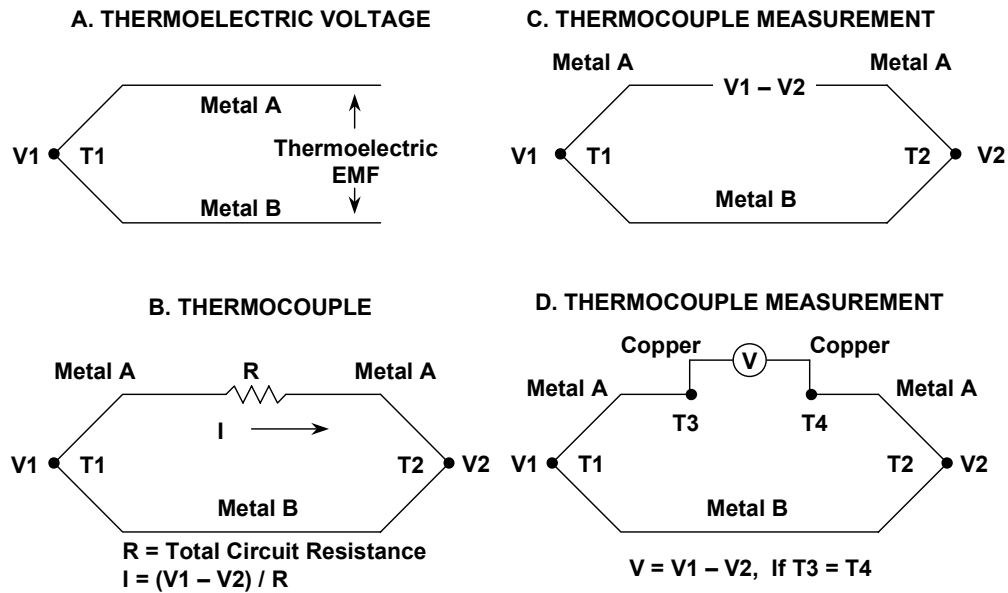 A. THERMOELECTRIC VOLTAGE
Metal A
V1
T1
Thermoelectric
EMF
Metal B
C. THERMOCOUPLE MEASUREMENT
Metal A
Metal A
V1 – V2
V1
T1
T2
V2
Metal B
B. THERMOCOUPLE
Metal A
R
Metal A
I
V1
T1
T2
V2
Metal B
R = Total Circuit Resistance
I = (V1 – V2) / R
D. THERMOCOUPLE MEASUREMENT
Copper
V
Copper
Metal A
Metal A
T3
T4
V1
T1
T2
V2
Metal B
V = V1 – V2, If T3 = T4